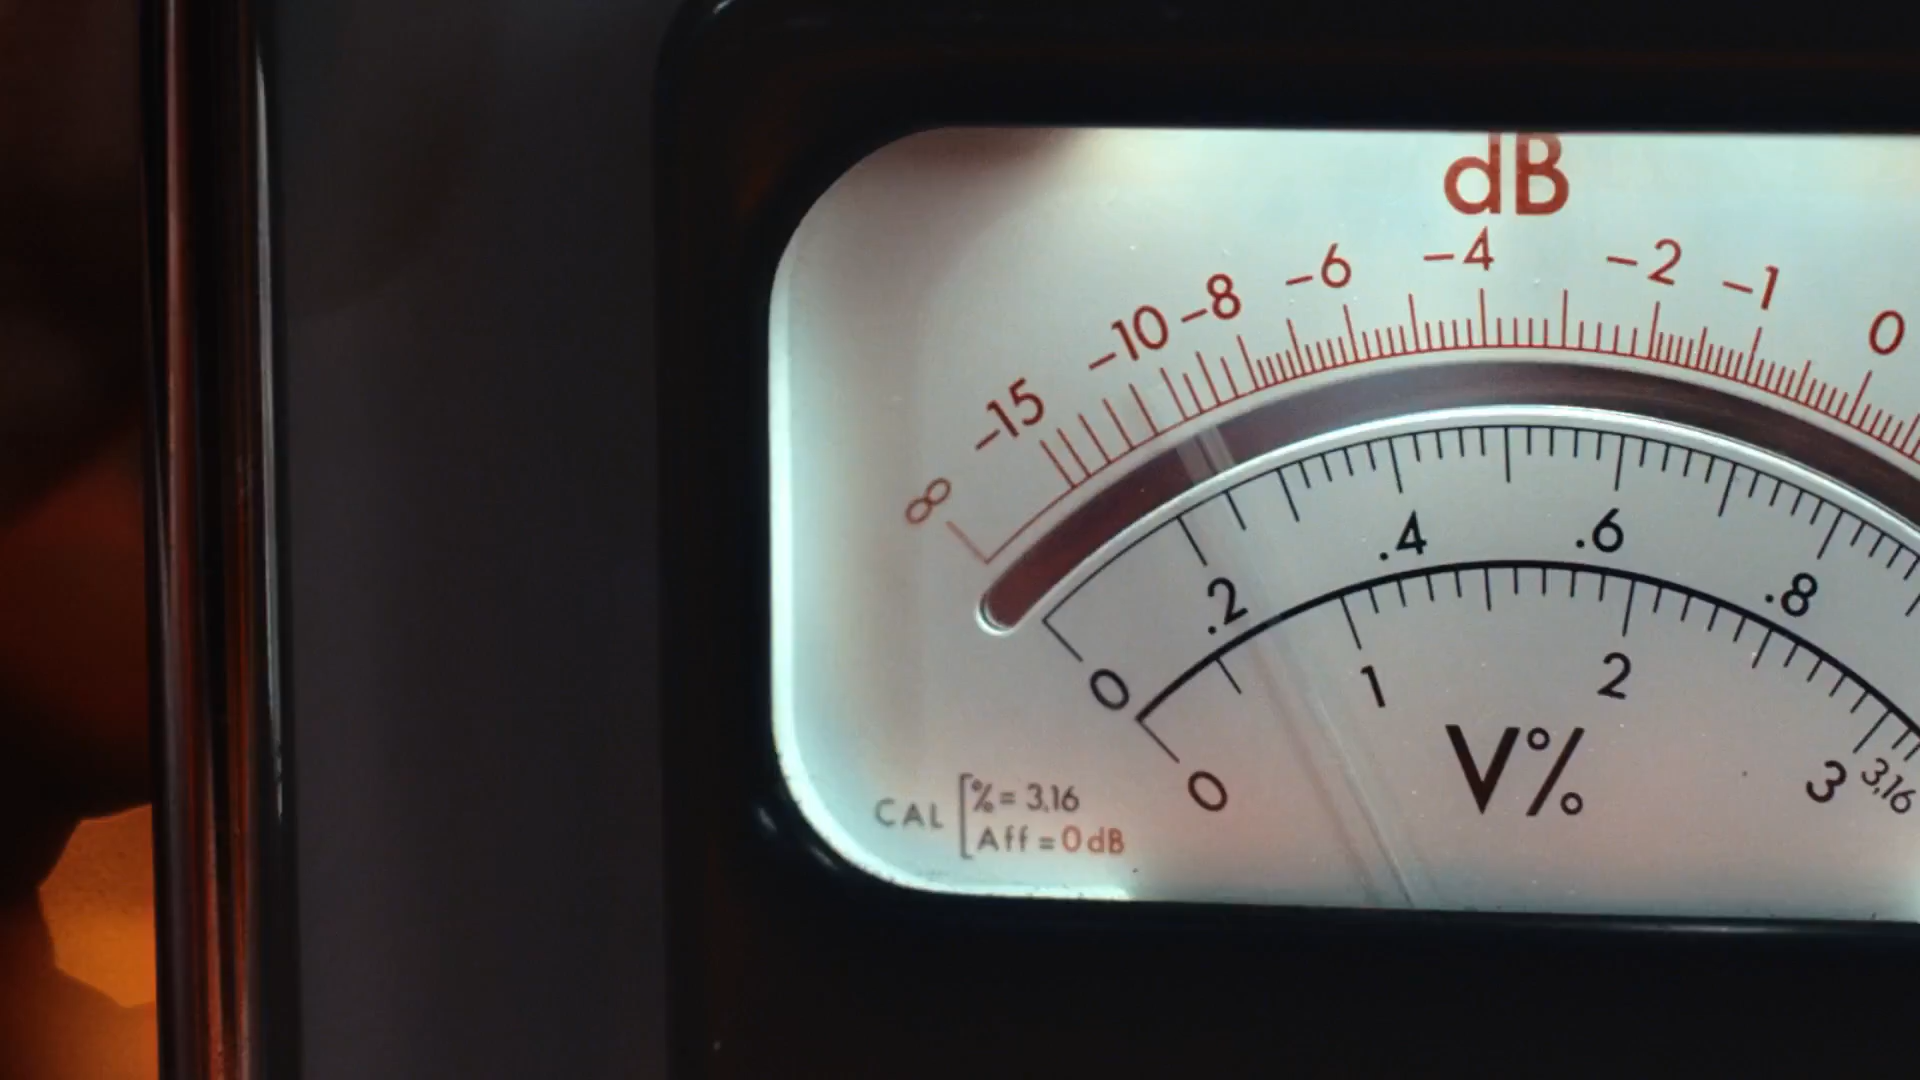 dB
∞ −15 −10 −8 −6 −4 −2 −1 0
0 .2 .4 .6 .8
0 1 2 3 3,16
V%
CAL [ % = 3,16
Aff = 0 dB